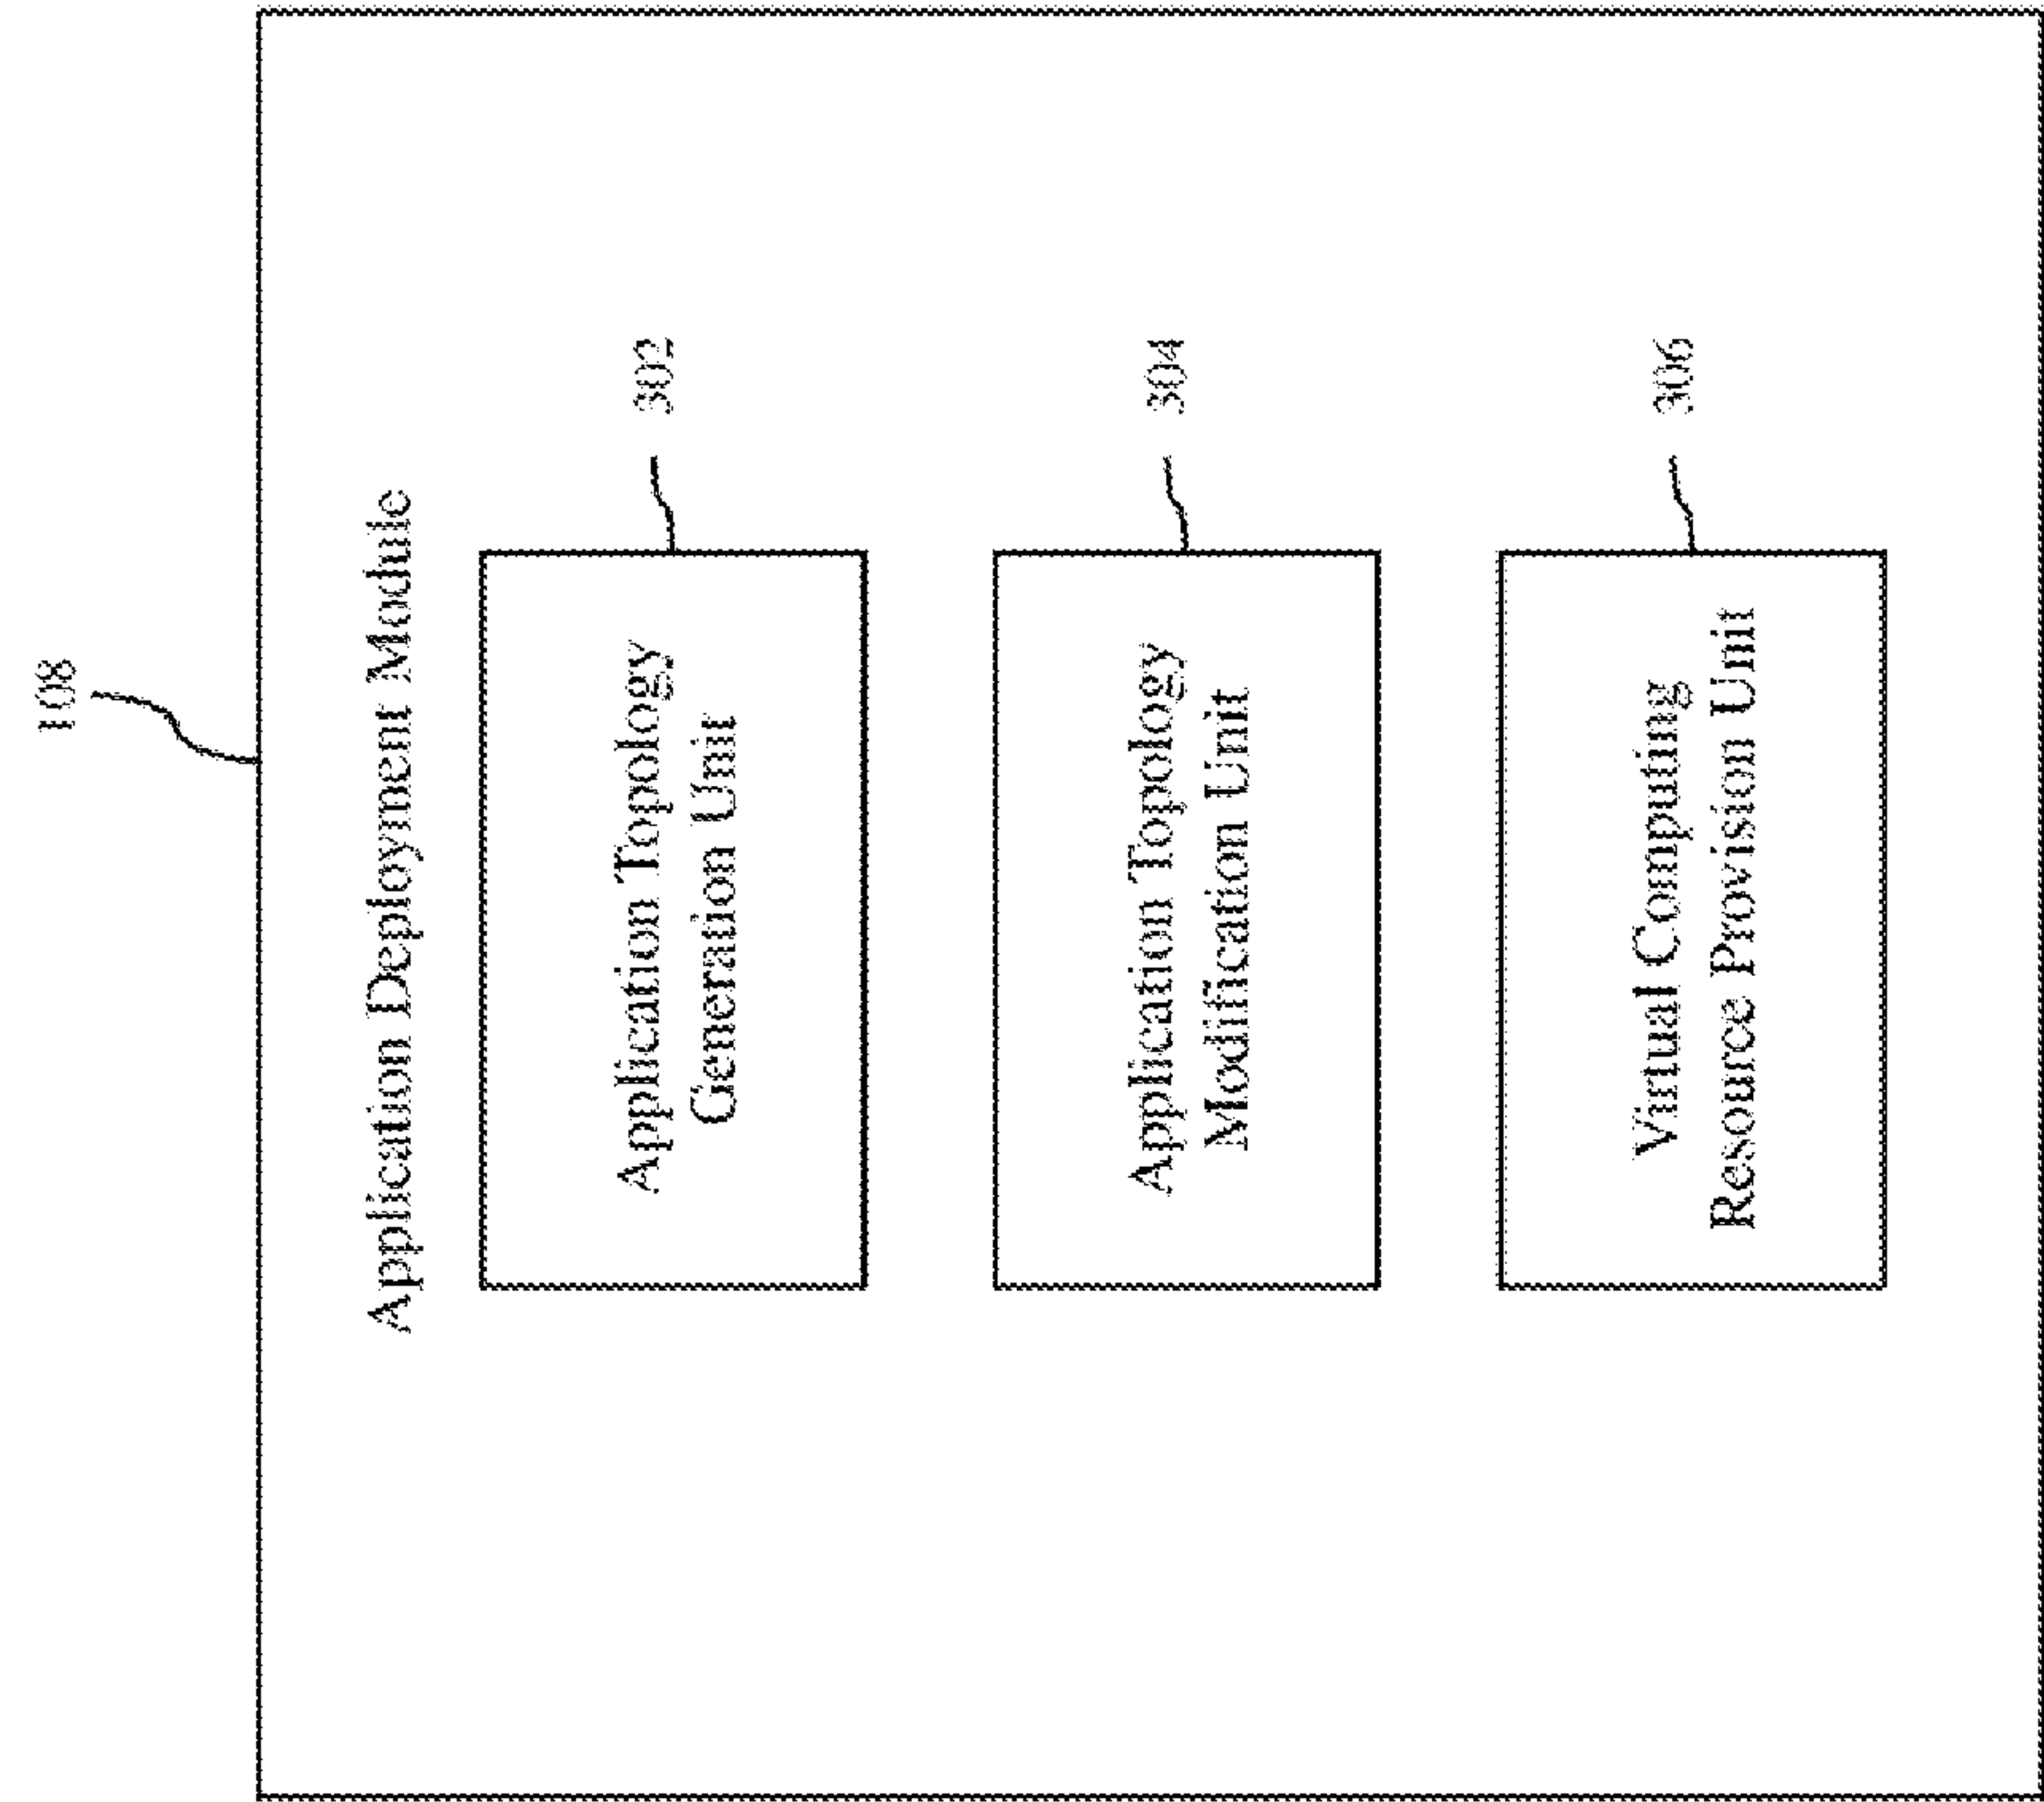 108
Application Deployment Module
302
Application Topology
Generation Unit
304
Application Topology
Modification Unit
306
Virtual Computing
Resource Provision Unit